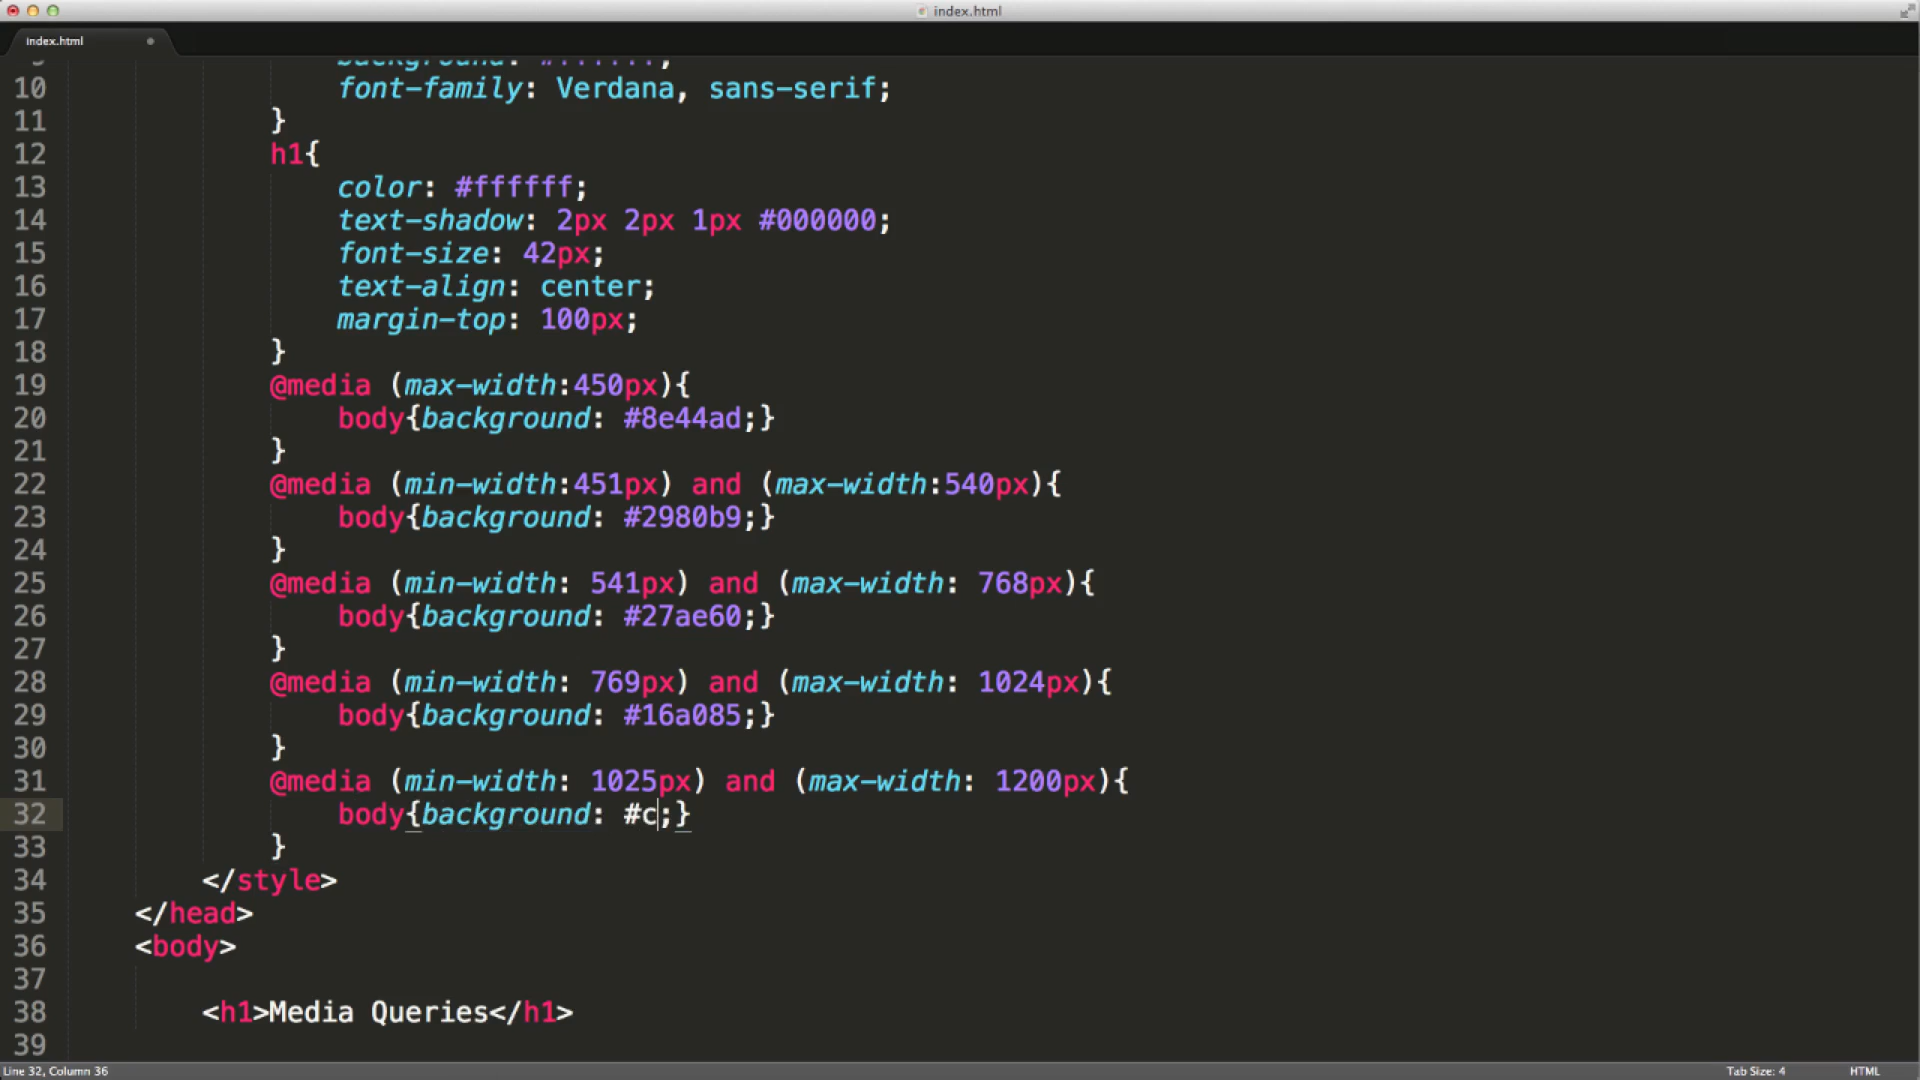 index.html
index.html
9 background: #ffffff;
10 font-family: Verdana, sans-serif;
11 }
12 h1{
13 color: #ffffff;
14 text-shadow: 2px 2px 1px #000000;
15 font-size: 42px;
16 text-align: center;
17 margin-top: 100px;
18 }
19 @media (max-width:450px){
20 body{background: #8e44ad;}
21 }
22 @media (min-width:451px) and (max-width:540px){
23 body{background: #2980b9;}
24 }
25 @media (min-width: 541px) and (max-width: 768px){
26 body{background: #27ae60;}
27 }
28 @media (min-width: 769px) and (max-width: 1024px){
29 body{background: #16a085;}
30 }
31 @media (min-width: 1025px) and (max-width: 1200px){
32 body{background: #c;}
33 }
34 </style>
35 </head>
36 <body>
37
38 <h1>Media Queries</h1>
39
Line 32, Column 36 Tab Size: 4 HTML